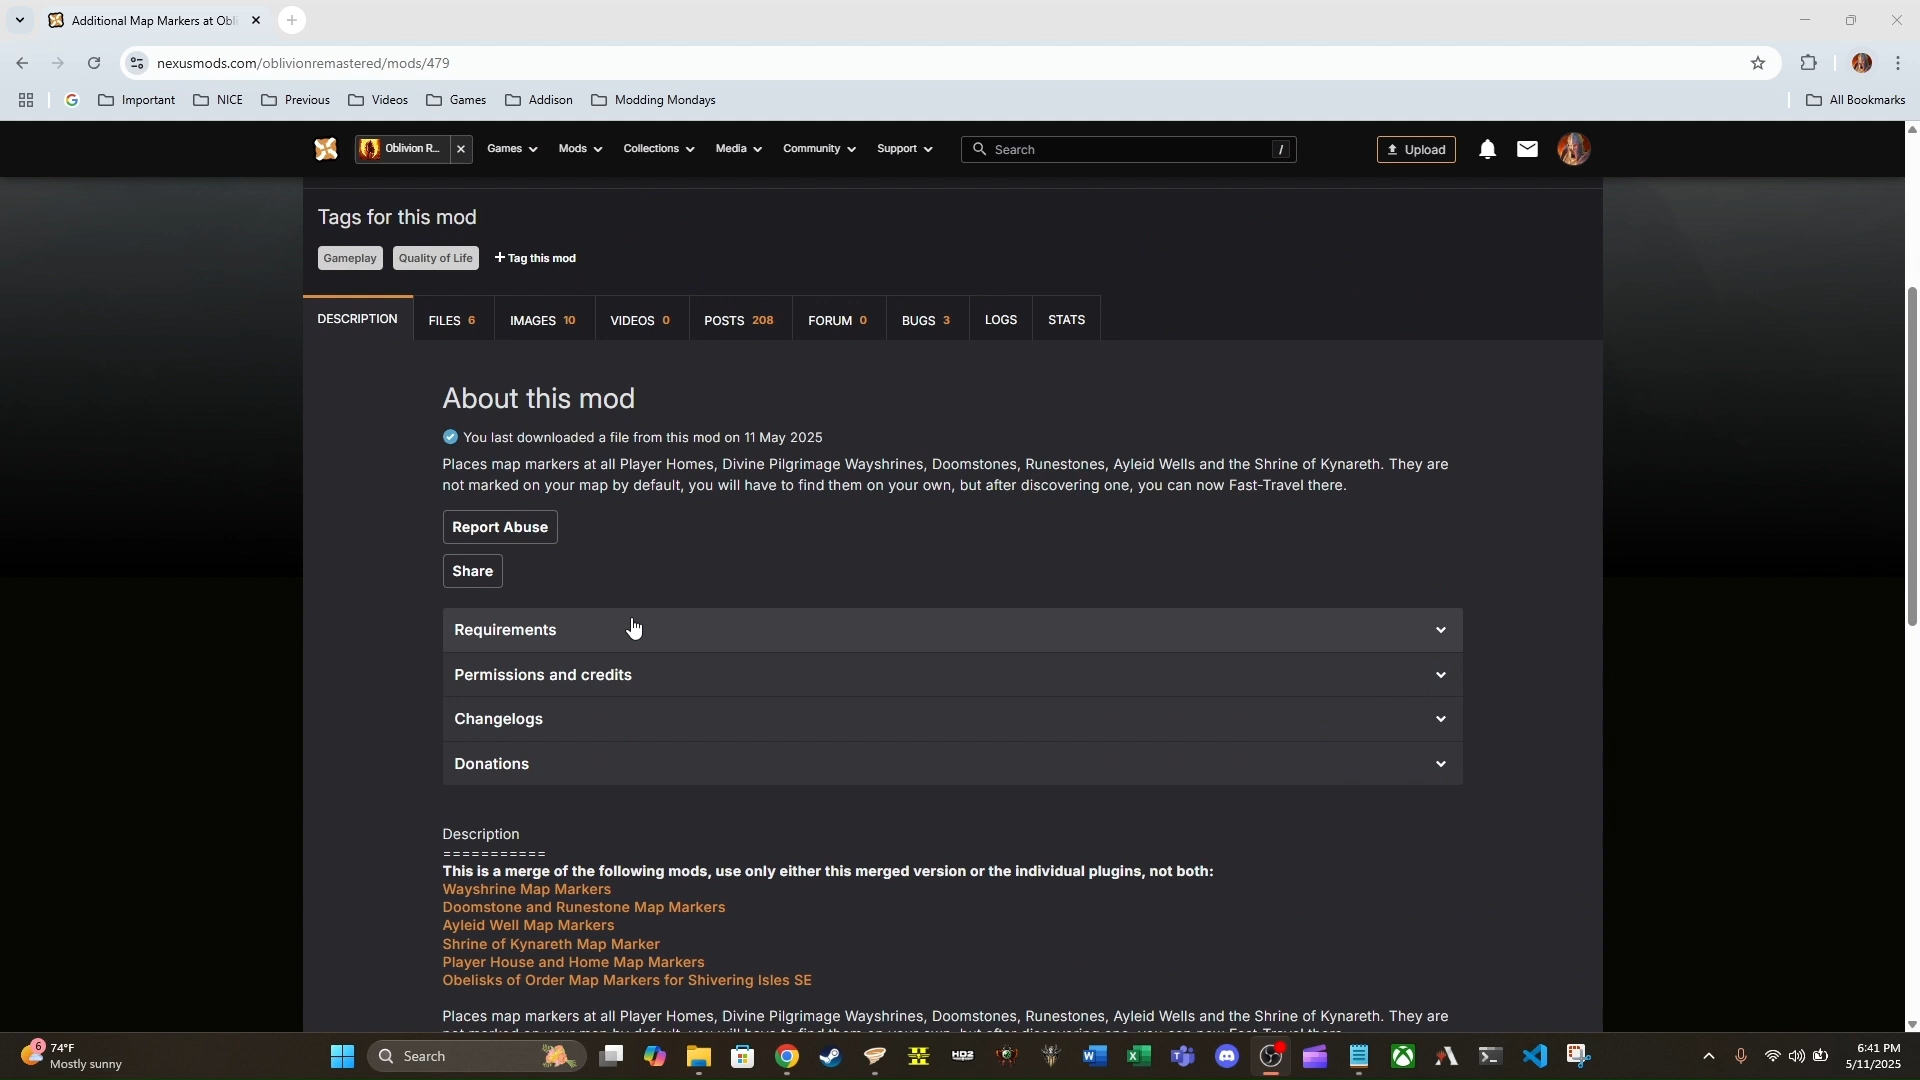 Additional Map Markers at Obli
nexusmods.com/oblivionremastered/mods/479
Important
NICE
Previous
Videos
Games
Addison
Modding Mondays
All Bookmarks
Oblivion R...
Games
Mods
Collections
Media
Community
Support
Search
/
Upload
Tags for this mod
Gameplay
Quality of Life
+ Tag this mod
DESCRIPTION
FILES 6
IMAGES 10
VIDEOS 0
POSTS 208
FORUM 0
BUGS 3
LOGS
STATS
About this mod
You last downloaded a file from this mod on 11 May 2025
Places map markers at all Player Homes, Divine Pilgrimage Wayshrines, Doomstones, Runestones, Ayleid Wells and the Shrine of Kynareth. They are
not marked on your map by default, you will have to find them on your own, but after discovering one, you can now Fast-Travel there.
Report Abuse
Share
Requirements
Permissions and credits
Changelogs
Donations
Description
===========
This is a merge of the following mods, use only either this merged version or the individual plugins, not both:
Wayshrine Map Markers
Doomstone and Runestone Map Markers
Ayleid Well Map Markers
Shrine of Kynareth Map Marker
Player House and Home Map Markers
Obelisks of Order Map Markers for Shivering Isles SE
Places map markers at all Player Homes, Divine Pilgrimage Wayshrines, Doomstones, Runestones, Ayleid Wells and the Shrine of Kynareth. They are
6
74°F
Mostly sunny
Search
HD2
6:41 PM
5/11/2025